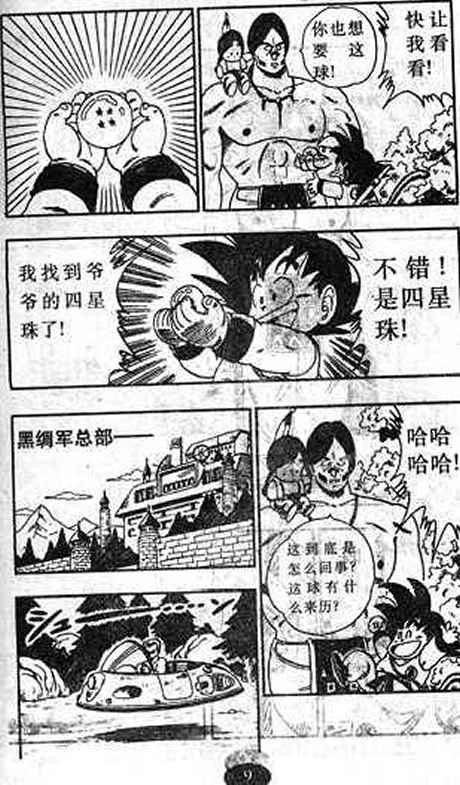 快让
我看
看!
你也想
要这
球!
不错!
是四星
珠!
我找到爷
爷的四星
珠了!
哈哈
哈哈!
这到底是
怎么回事?
这球有什
么来历?
黑绸军总部——
9